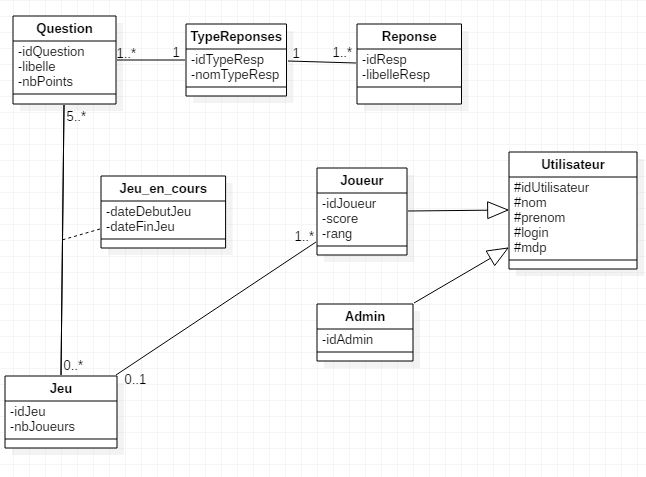 Question
-idQuestion
-libelle
-nbPoints
1..*
1
TypeReponses
-idTypeResp
-nomTypeResp
1
1..*
Reponse
-idResp
-libelleResp
5..*
Jeu_en_cours
-dateDebutJeu
-dateFinJeu
Joueur
-idJoueur
-score
-rang
1..*
Utilisateur
#idUtilisateur
#nom
#prenom
#login
#mdp
Admin
-idAdmin
0..*
0..1
Jeu
-idJeu
-nbJoueurs